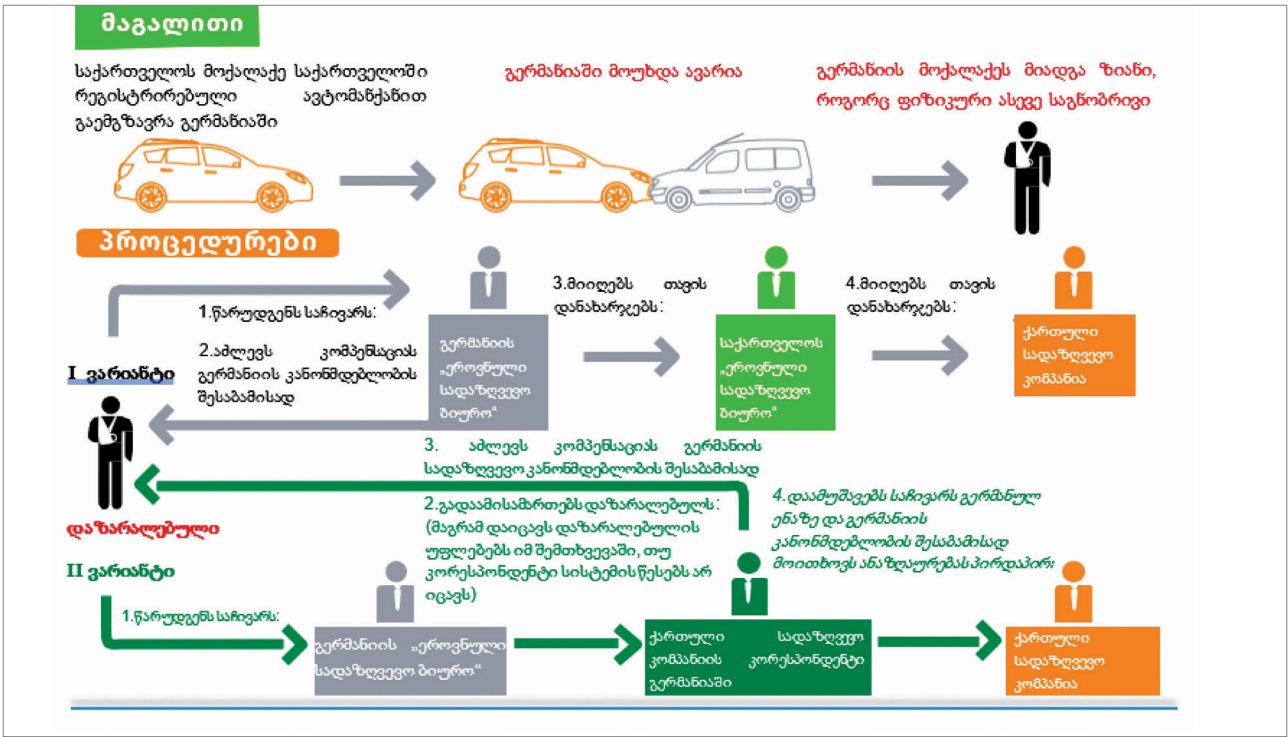 მაგალითი
საქართველოს მოქალაქე საქართველოში
რეგისტრირებული ავტომანქანით
გაემგზავრა გერმანიაში
გერმანიაში მოუხდა ავარია
გერმანიის მოქალაქეს მიადგა ზიანი,
როგორც ფიზიკური ასევე საგნობრივი
პროცედურები
1.წარუდგენს საჩივარს:
2.აძლევს კომპენსაციას
გერმანიის კანონმდებლობის
შესაბამისად
I ვარიანტი
გერმანიის
„ეროვნული
სადაზღვევო
ბიურო“
3.მიიღებს თავის
დანახარჯებს:
საქართველოს
„ეროვნული
სადაზღვევო
ბიურო“
4.მიიღებს თავის
დანახარჯებს:
ქართული
სადაზღვევო
კომპანია
დაზარალებული
II ვარიანტი
1.წარუდგენს საჩივარს:
გერმანიის „ეროვნული
სადაზღვევო ბიურო“
3. აძლევს კომპენსაციას გერმანიის
სადაზღვევო კანონმდებლობის შესაბამისად
2.გადაამისამართებს დაზარალებულს:
(მაგრამ დაიცავს დაზარალებულის
უფლებებს იმ შემთხვევაში, თუ
კორესპონდენტი სისტემის წესებს არ
იცავს)
ქართული სადაზღვევო
კომპანიის კორესპონდენტი
გერმანიაში
4.დაამუშავებს საჩივარს გერმანულ
ენაზე და გერმანიის
კანონმდებლობის შესაბამისად
მოითხოვს ანაზღაურებას პირდაპირ:
ქართული
სადაზღვევო
კომპანია